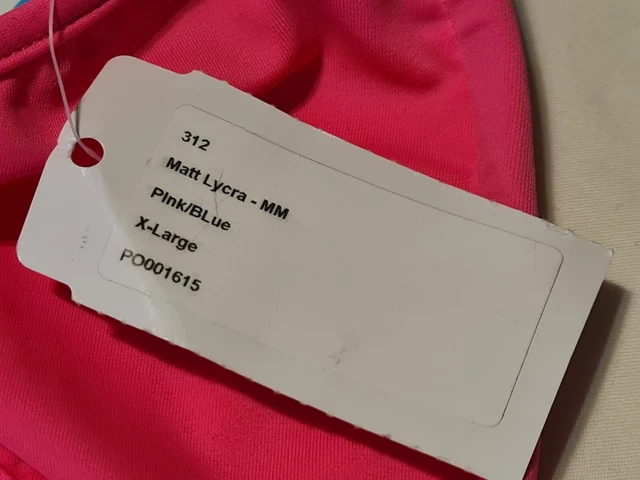 312
Matt Lycra - MM
Pink/BLue
X-Large
PO001615